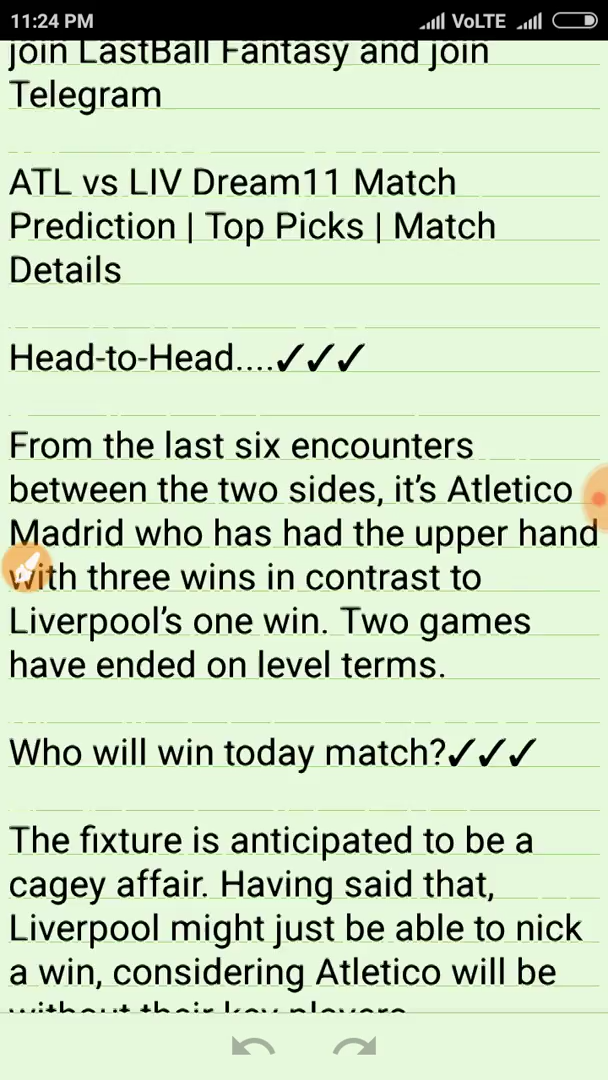 11:24 PM VoLTE
join LastBall Fantasy and join
Telegram
ATL vs LIV Dream11 Match
Prediction | Top Picks | Match
Details
Head-to-Head....✓✓✓
From the last six encounters
between the two sides, it's Atletico
Madrid who has had the upper hand
with three wins in contrast to
Liverpool's one win. Two games
have ended on level terms.
Who will win today match?✓✓✓
The fixture is anticipated to be a
cagey affair. Having said that,
Liverpool might just be able to nick
a win, considering Atletico will be
without their key players